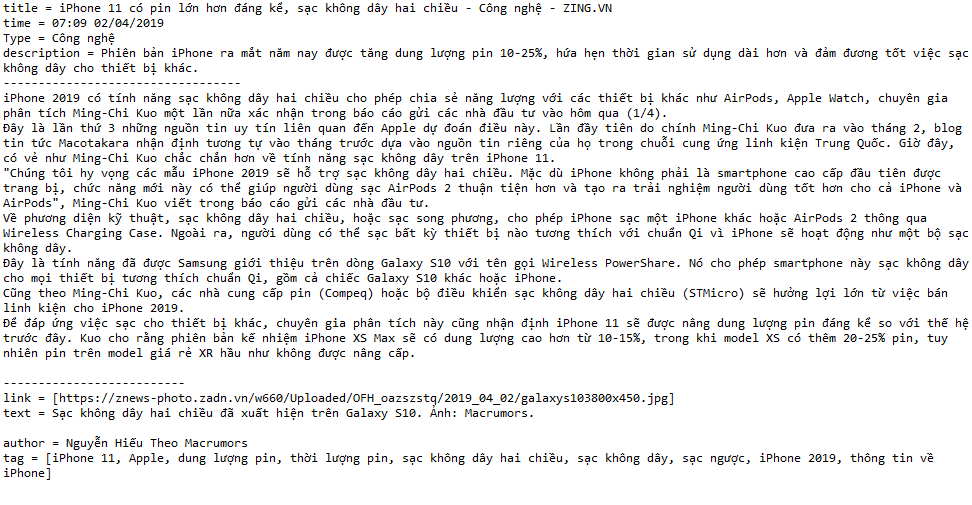 title = iPhone 11 có pin lớn hơn đáng kể, sạc không dây hai chiều - Công nghệ - ZING.VN
time = 07:09 02/04/2019
Type = Công nghệ
description = Phiên bản iPhone ra mắt năm nay được tăng dung lượng pin 10-25%, hứa hẹn thời gian sử dụng dài hơn và đảm đương tốt việc sạc
không dây cho thiết bị khác.
--------------------------------
iPhone 2019 có tính năng sạc không dây hai chiều cho phép chia sẻ năng lượng với các thiết bị khác như AirPods, Apple Watch, chuyên gia
phân tích Ming-Chi Kuo một lần nữa xác nhận trong báo cáo gửi các nhà đầu tư vào hôm qua (1/4).
Đây là lần thứ 3 những nguồn tin uy tín liên quan đến Apple dự đoán điều này. Lần đầy tiên do chính Ming-Chi Kuo đưa ra vào tháng 2, blog
tin tức Macotakara nhận định tương tự vào tháng trước dựa vào nguồn tin riêng của họ trong chuỗi cung ứng linh kiện Trung Quốc. Giờ đây,
có vẻ như Ming-Chi Kuo chắc chắn hơn về tính năng sạc không dây trên iPhone 11.
"Chúng tôi hy vọng các mẫu iPhone 2019 sẽ hỗ trợ sạc không dây hai chiều. Mặc dù iPhone không phải là smartphone cao cấp đầu tiên được
trang bị, chức năng mới này có thể giúp người dùng sạc AirPods 2 thuận tiện hơn và tạo ra trải nghiệm người dùng tốt hơn cho cả iPhone và
AirPods", Ming-Chi Kuo viết trong báo cáo gửi các nhà đầu tư.
Về phương diện kỹ thuật, sạc không dây hai chiều, hoặc sạc song phương, cho phép iPhone sạc một iPhone khác hoặc AirPods 2 thông qua
Wireless Charging Case. Ngoài ra, người dùng có thể sạc bất kỳ thiết bị nào tương thích với chuẩn Qi vì iPhone sẽ hoạt động như một bộ sạc
không dây.
Đây là tính năng đã được Samsung giới thiệu trên dòng Galaxy S10 với tên gọi Wireless PowerShare. Nó cho phép smartphone này sạc không dây
cho mọi thiết bị tương thích chuẩn Qi, gồm cả chiếc Galaxy S10 khác hoặc iPhone.
Cũng theo Ming-Chi Kuo, các nhà cung cấp pin (Compeq) hoặc bộ điều khiển sạc không dây hai chiều (STMicro) sẽ hưởng lợi lớn từ việc bán
linh kiện cho iPhone 2019.
Để đáp ứng việc sạc cho thiết bị khác, chuyên gia phân tích này cũng nhận định iPhone 11 sẽ được nâng dung lượng pin đáng kể so với thế hệ
trước đây. Kuo cho rằng phiên bản kế nhiệm iPhone XS Max sẽ có dung lượng cao hơn từ 10-15%, trong khi model XS có thêm 20-25% pin, tuy
nhiên pin trên model giá rẻ XR hầu như không được nâng cấp.
-------------------------
link = [https://znews-photo.zadn.vn/w660/Uploaded/OFH_oazszstq/2019_04_02/galaxys103800x450.jpg]
text = Sạc không dây hai chiều đã xuất hiện trên Galaxy S10. Ảnh: Macrumors.
author = Nguyễn Hiếu Theo Macrumors
tag = [iPhone 11, Apple, dung lượng pin, thời lượng pin, sạc không dây hai chiều, sạc không dây, sạc ngược, iPhone 2019, thông tin về
iPhone]